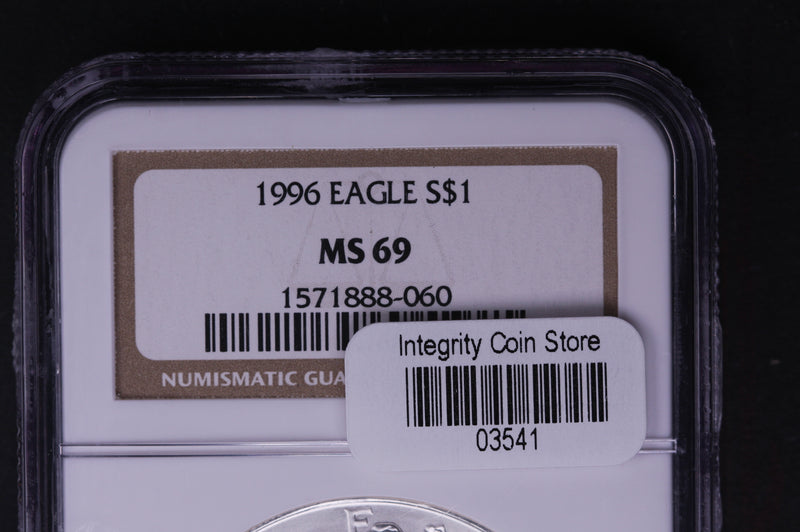 1996 EAGLE S$1
MS 69
1571888-060
NUMISMATIC GUA
Integrity Coin Store
03541